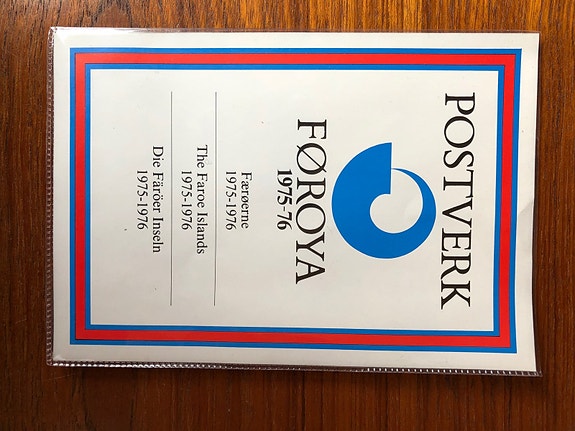 POSTVERK
FØROYA
1975-76
Færøerne
1975-1976
The Faroe Islands
1975-1976
Die Färöer Inseln
1975-1976